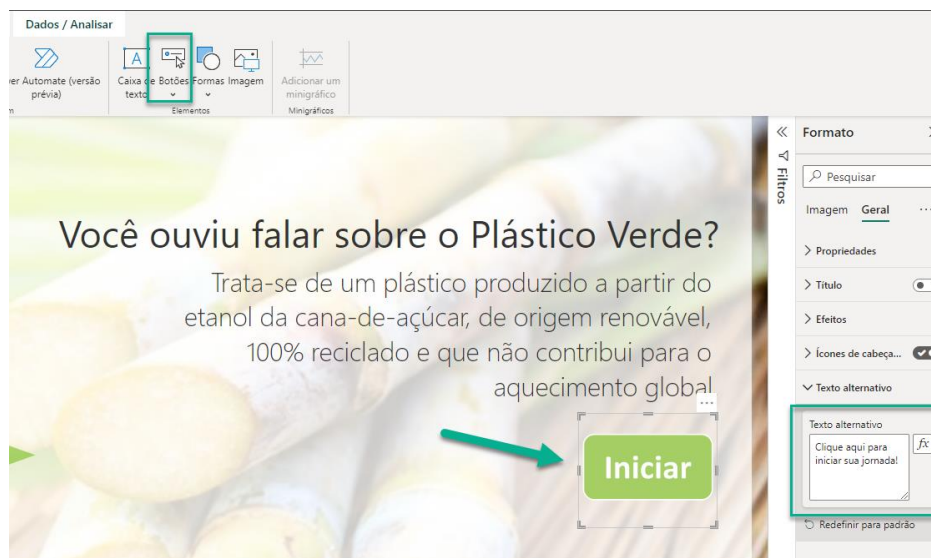 Dados / Analisar
er Automate (versão
prévia)
Caixa de
texto
Botões
Formas
Imagem
Adicionar um
minigráfico
Elementos
Minigráficos
Você ouviu falar sobre o Plástico Verde?
Trata-se de um plástico produzido a partir do
etanol da cana-de-açúcar, de origem renovável,
100% reciclado e que não contribui para o
aquecimento global
Iniciar
Filtros
Formato
Pesquisar
Imagem Geral
Propriedades
Título
Efeitos
Ícones de cabeça...
Texto alternativo
Texto alternativo
Clique aqui para
iniciar sua jornada!
fx
Redefinir para padrão